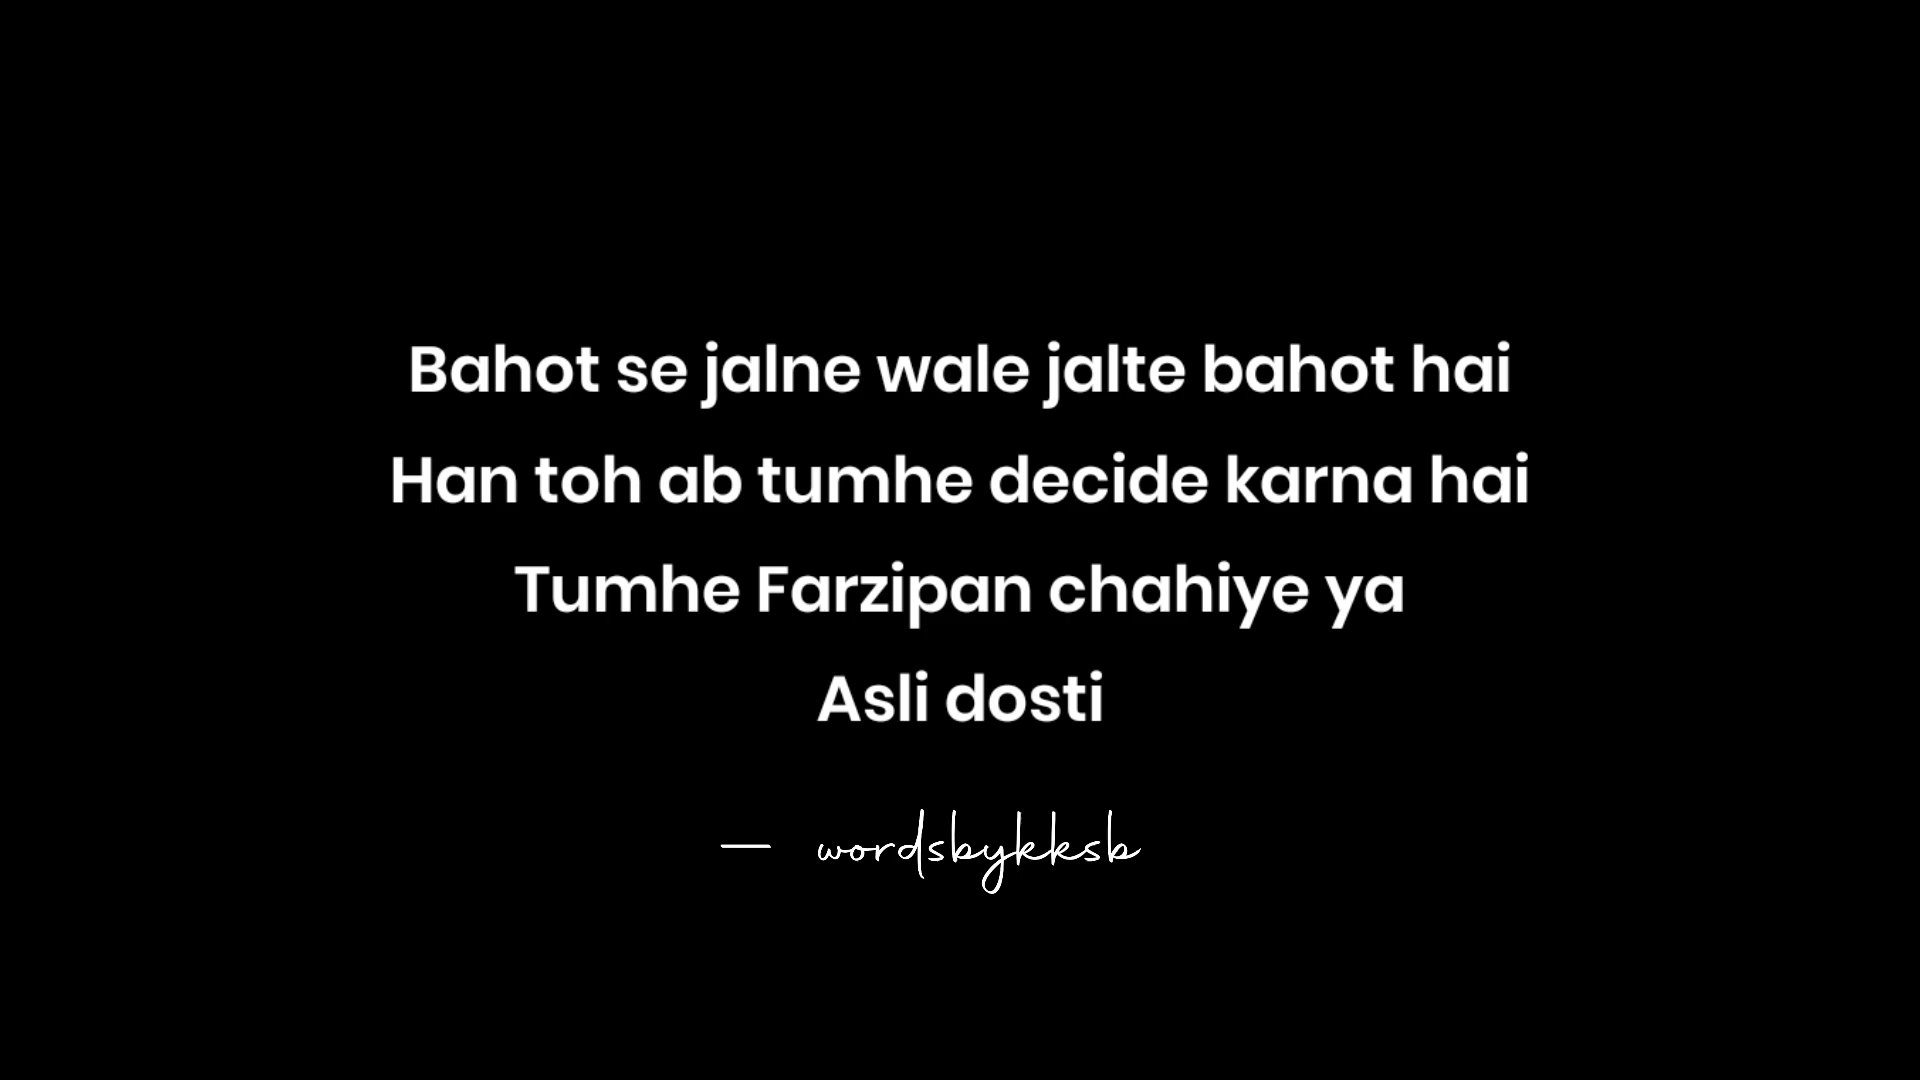 Bahot se jalne wale jalte bahot hai
Han toh ab tumhe decide karna hai
Tumhe Farzipan chahiye ya
Asli dosti
— wordsbykksb